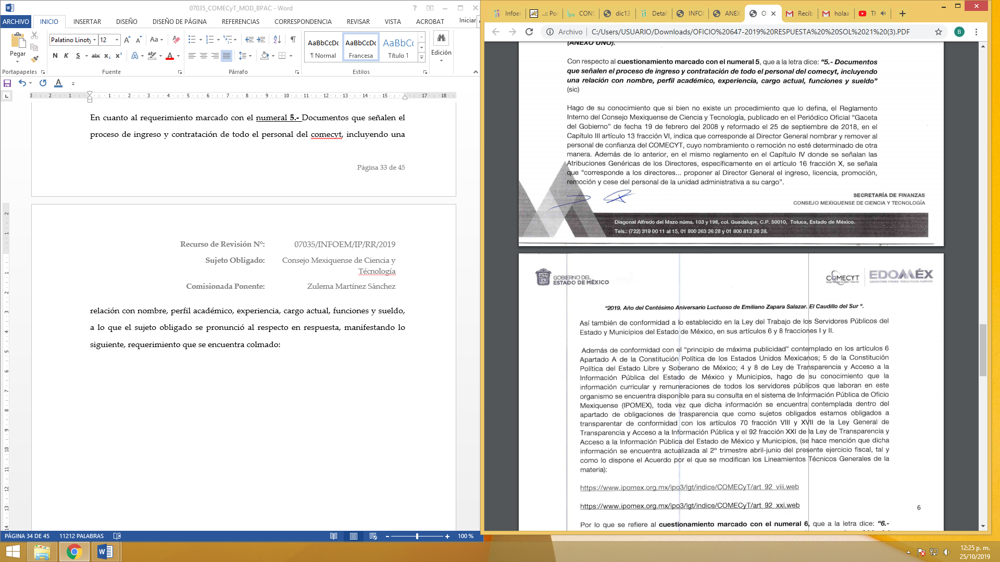 07035_COMECyT_MOD_BPAC - Word
ARCHIVO INICIO INSERTAR DISEÑO DISEÑO DE PÁGINA REFERENCIAS CORRESPONDENCIA REVISAR VISTA ACROBAT Iniciar
Pegar
Palatino Linoty 12
Aa
N K S abc x₂ x²
AaBbCcDc AaBbCcDc AaBbCc
¶ Normal Francesa Título 1
Edición
Portapapeles Fuente Párrafo Estilos
3 2 1 1 2 3 4 5 6 7 8 9 10 11 12 13 14 15 17 18
En cuanto al requerimiento marcado con el numeral 5.- Documentos que señalen el
proceso de ingreso y contratación de todo el personal del comecyt, incluyendo una
Página 33 de 45
Recurso de Revisión N°: 07035/INFOEM/IP/RR/2019
Sujeto Obligado: Consejo Mexiquense de Ciencia y
Técnología
Comisionada Ponente: Zulema Martínez Sánchez
relación con nombre, perfil académico, experiencia, cargo actual, funciones y sueldo,
a lo que el sujeto obligado se pronunció al respecto en respuesta, manifestando lo
siguiente, requerimiento que se encuentra colmado:
PÁGINA 34 DE 45 11212 PALABRAS 100 %
Infoer ..:: Por CONS dic13 Detall INFOI ANEX O Recib holaa Th
Archivo C:/Users/USUARIO/Downloads/OFICIO%20647-2019%20RESPUESTA%20%20SOL%2021%20(3).PDF B
(ANEXO UNO).
Con respecto al cuestionamiento marcado con el numeral 5, que a la letra dice: "5.- Documentos
que señalen el proceso de ingreso y contratación de todo el personal del comecyt, incluyendo
una relación con nombre, perfil académico, experiencia, cargo actual, funciones y sueldo"
(sic)
Hago de su conocimiento que si bien no existe un procedimiento que lo defina, el Reglamento
Interno del Consejo Mexiquense de Ciencia y Tecnología, publicado en el Periódico Oficial "Gaceta
del Gobierno" de fecha 19 de febrero del 2008 y reformado el 25 de septiembre de 2018, en el
Capítulo III artículo 13 fracción VI, indica que corresponde al Director General nombrar y remover al
personal de confianza del COMECYT, cuyo nombramiento o remoción no esté determinado de otra
manera. Además de lo anterior, en el mismo reglamento en el Capítulo IV donde se señalan las
Atribuciones Genéricas de los Directores, específicamente en el artículo 16 fracción X, se señala
que "corresponde a los directores... proponer al Director General el ingreso, licencia, promoción,
remoción y cese del personal de la unidad administrativa a su cargo".
SECRETARÍA DE FINANZAS
CONSEJO MEXIQUENSE DE CIENCIA Y TECNOLOGÍA
Diagonal Alfredo del Mazo núms. 103 y 198, col. Guadalupe, C.P. 50010, Toluca, Estado de México.
Tels.: (722) 319 00 11 al 15, 01 800 263 26 28 y 01 800 813 26 28.
GOBIERNO DEL
ESTADO DE MÉXICO
COMECYT EDOMÉX
DECISIONES FIRMES, RESULTADOS FUERTES.
"2019. Año del Centésimo Aniversario Luctuoso de Emiliano Zapara Salazar. El Caudillo del Sur ".
Así también de conformidad a lo establecido en la Ley del Trabajo de los Servidores Públicos del
Estado y Municipios del Estado de México, en sus artículos 6 y 8 fracciones I y II.
Además de conformidad con el "principio de máxima publicidad" contemplado en los artículos 6
Apartado A de la Constitución Política de los Estados Unidos Mexicanos; 5 de la Constitución
Política del Estado Libre y Soberano de México; 4 y 8 de Ley de Transparencia y Acceso a la
Información Pública del Estado de México y Municipios, hago de su conocimiento que la
información curricular y remuneraciones de todos los servidores públicos que laboran en este
organismo se encuentra disponible para su consulta en el sistema de Información Pública de Oficio
Mexiquense (IPOMEX), toda vez que dicha información se encuentra contemplada dentro del
apartado de obligaciones de trasparencia que como sujetos obligados estamos obligados a
transparentar de conformidad con los artículos 70 fracción VIII y XVII de la Ley General de
Transparencia y Acceso a la Información Pública y el 92 fracción XXI de la Ley de Transparencia y
Acceso a la Información Pública del Estado de México y Municipios, (se hace mención que dicha
información se encuentra actualizada al 2º trimestre abril-junio del presente ejercicio fiscal, tal y
como lo dispone el Acuerdo por el que se modifican los Lineamientos Técnicos Generales de la
materia):
https://www.ipomex.org.mx/ipo3/lgt/indice/COMECyT/art_92_viii.web
https://www.ipomex.org.mx/ipo3/lgt/indice/COMECyT/art_92_xxi.web
6
Por lo que se refiere al cuestionamiento marcado con el numeral 6, que a la letra dice: "6.-
12:25 p. m.
25/10/2019